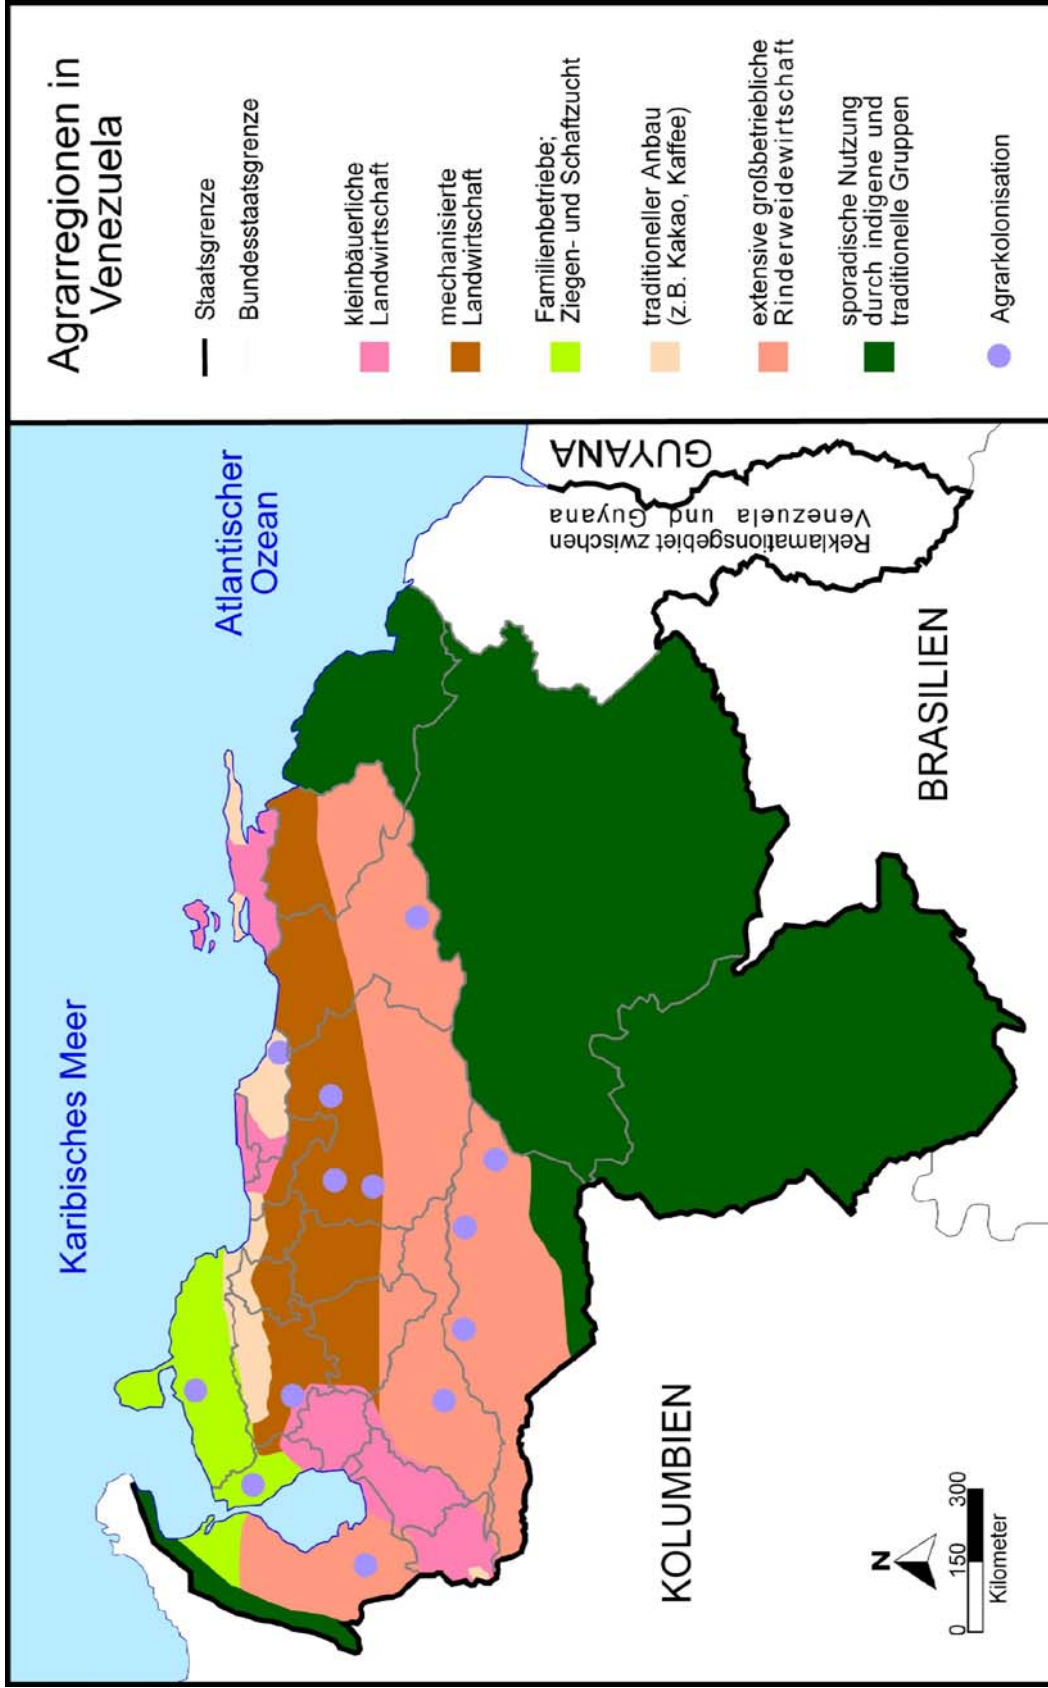 Agrarregionen in
Venezuela
Staatsgrenze
Bundesstaatsgrenze
kleinbäuerliche
Landwirtschaft
mechanisierte
Landwirtschaft
Familienbetriebe;
Ziegen- und Schaftzucht
traditioneller Anbau
(z.B. Kakao, Kaffee)
extensive großbetriebliche
Rinderweidewirtschaft
sporadische Nutzung
durch indigene und
traditionelle Gruppen
Agrarkolonisation
Karibisches Meer
Atlantischer
Ozean
GUYANA
Reklamationsgebiet zwischen
Venezuela und Guyana
BRASILIEN
KOLUMBIEN
N
0 150 300
Kilometer